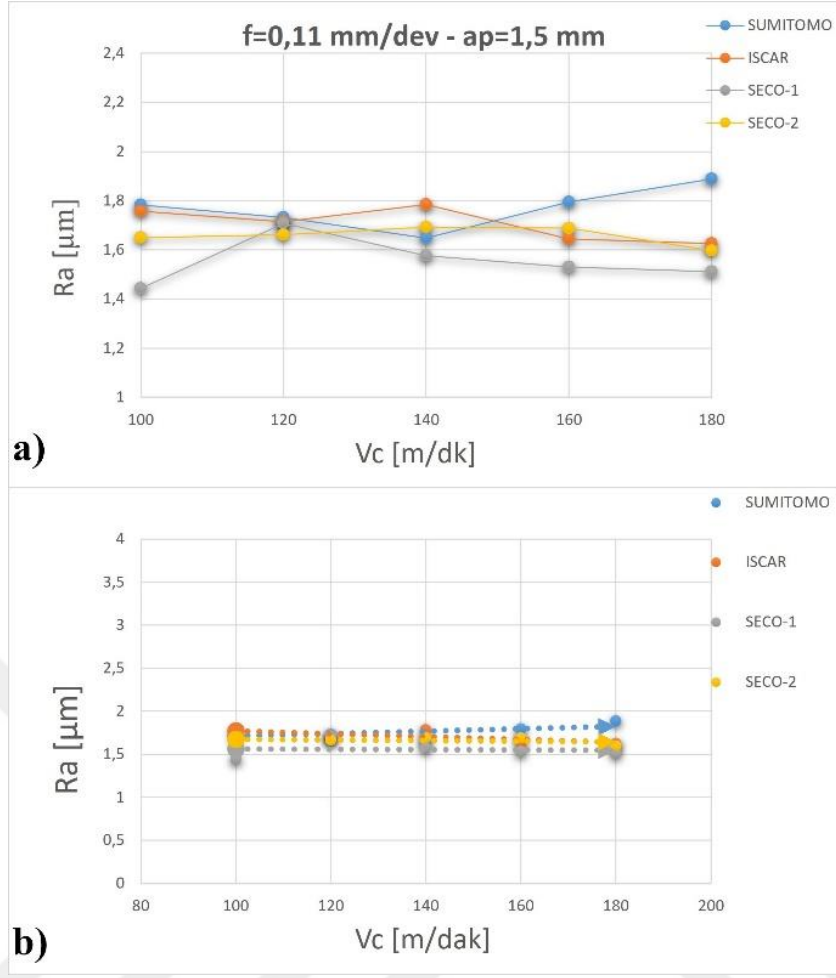 f=0,11 mm/dev - ap=1,5 mm
SUMITOMO
ISCAR
SECO-1
SECO-2
2,4
2,2
2
1,8
1,6
1,4
1,2
1
Ra [µm]
100 120 140 160 180
Vc [m/dk]
a)
SUMITOMO
ISCAR
SECO-1
SECO-2
4
3,5
3
2,5
2
1,5
1
0,5
0
Ra [µm]
80 100 120 140 160 180 200
Vc [m/dak]
b)